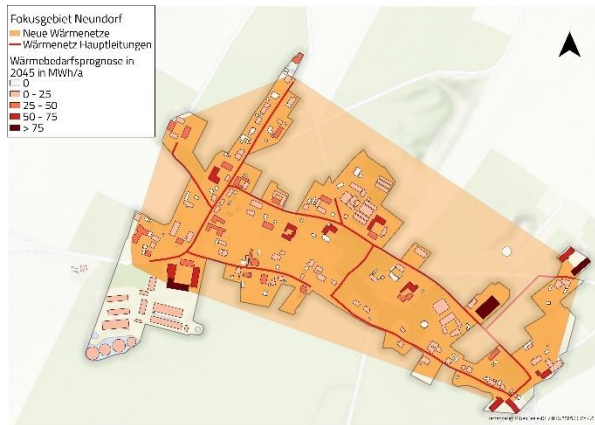 Fokusgebiet Neundorf
Neue Wärmenetze
Wärmenetz Hauptleitungen
Wärmebedarfsprognose in
2045 in MWh/a
0
0 - 25
25 - 50
50 - 75
> 75